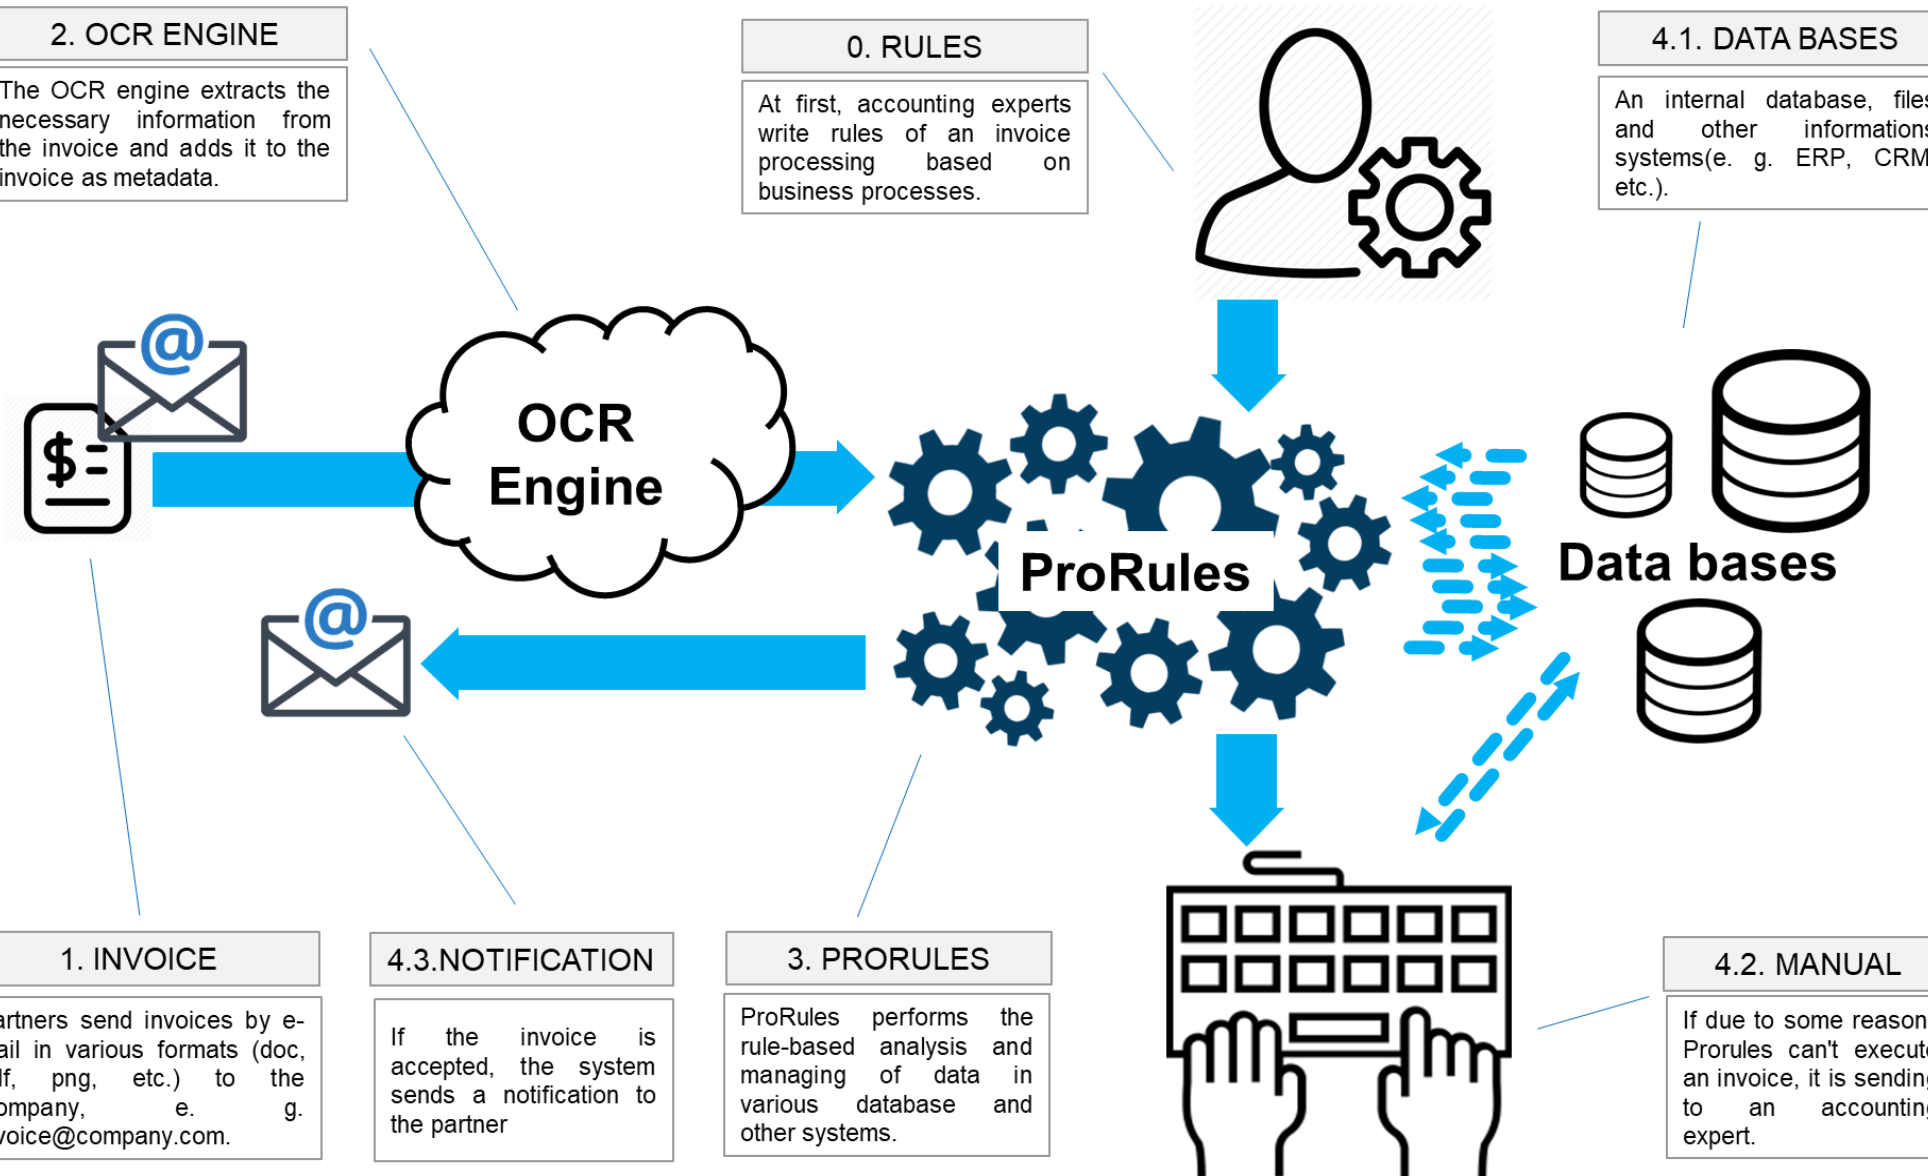 2. OCR ENGINE
The OCR engine extracts the
necessary information from
the invoice and adds it to the
invoice as metadata.
0. RULES
At first, accounting experts
write rules of an invoice
processing based on
business processes.
4.1. DATA BASES
An internal database, files
and other informations
systems(e. g. ERP, CRM
etc.).
@
$
OCR
Engine
ProRules
Data bases
@
1. INVOICE
artners send invoices by e-
ail in various formats (doc,
df, png, etc.) to the
ompany, e. g.
voice@company.com.
4.3.NOTIFICATION
If the invoice is
accepted, the system
sends a notification to
the partner
3. PRORULES
ProRules performs the
rule-based analysis and
managing of data in
various database and
other systems.
4.2. MANUAL
If due to some reason
Prorules can't execute
an invoice, it is sending
to an accounting
expert.